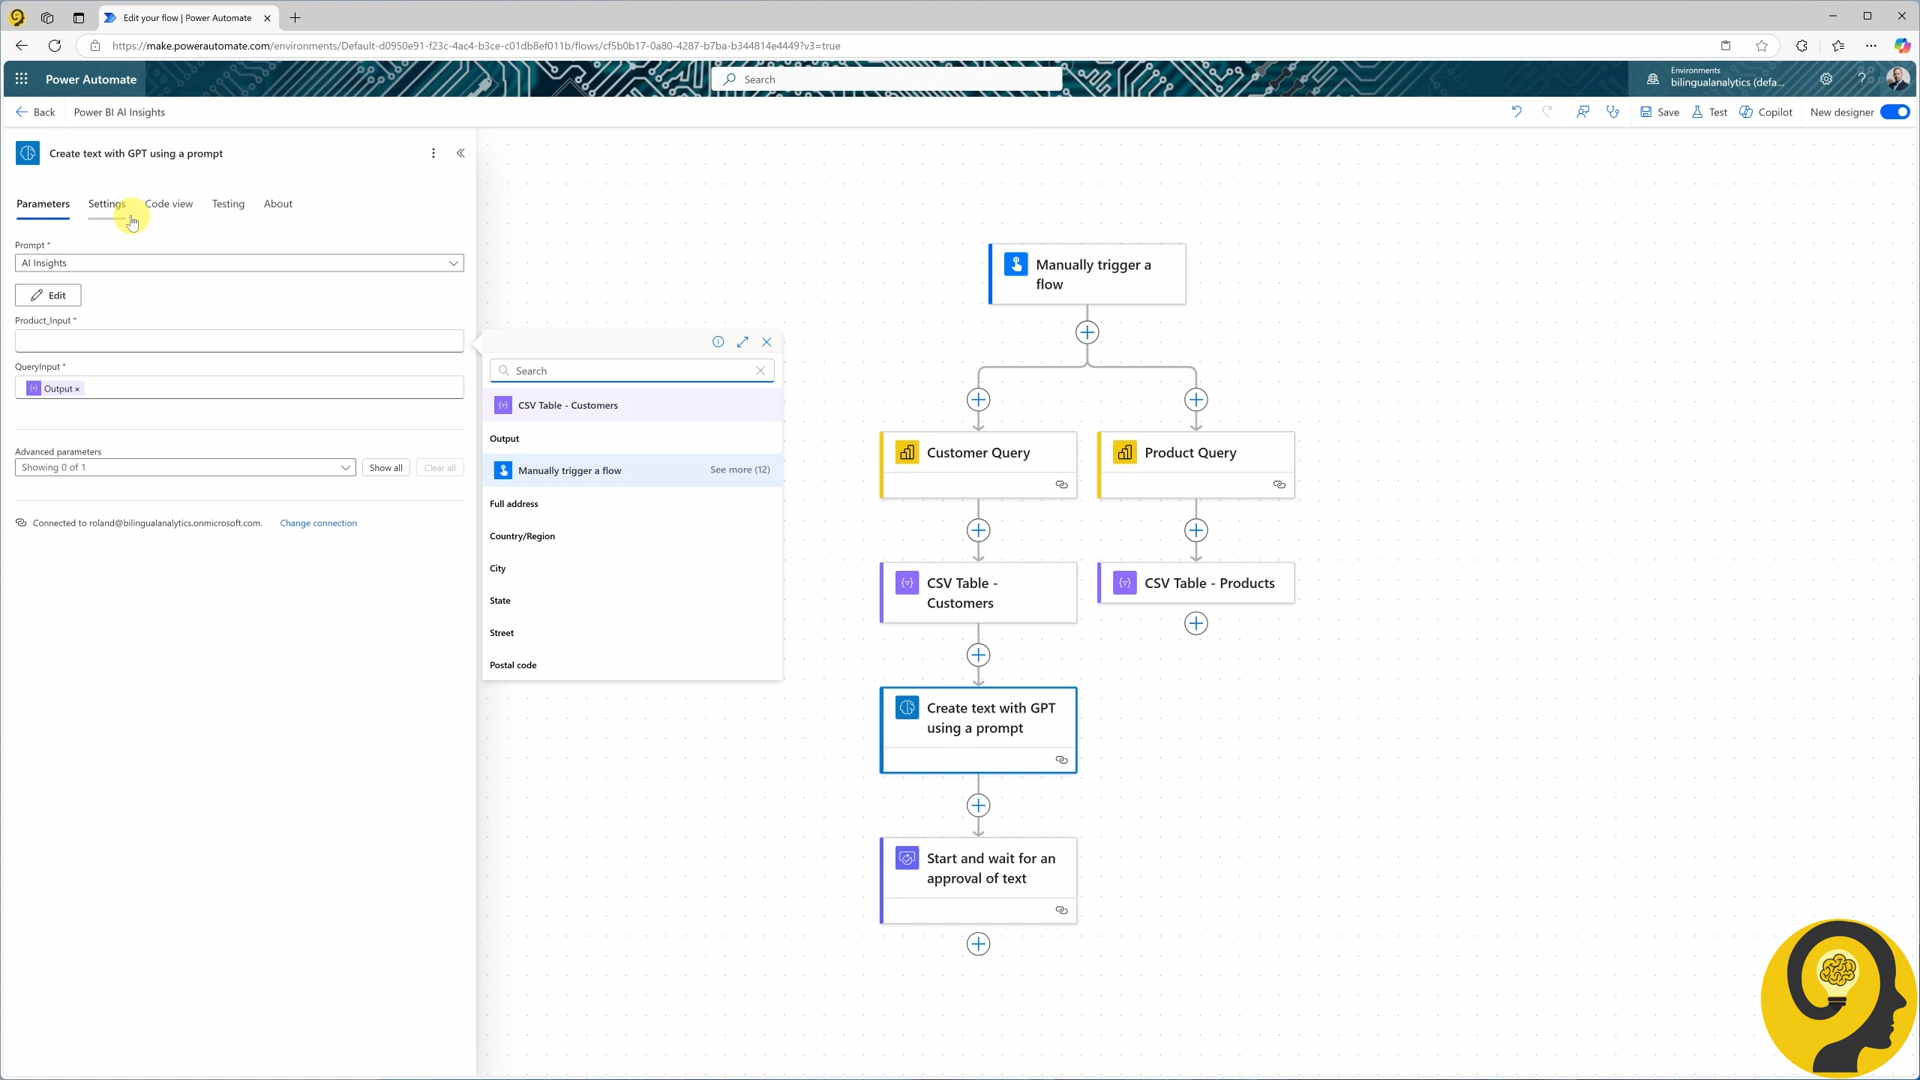 Edit your flow | Power Automate
https://make.powerautomate.com/environments/Default-d0950e91-f23c-4ac4-b3ce-c01db8ef011b/flows/cf5b0b17-0a80-4287-b7ba-b344814e4449?v3=true
Power Automate
Search
Environments
bilingualanalytics (defa...
Back
Power BI AI Insights
Save
Test
Copilot
New designer
Create text with GPT using a prompt
Parameters
Settings
Code view
Testing
About
Prompt *
AI Insights
Edit
Product_Input *
QueryInput *
Output ×
Advanced parameters
Showing 0 of 1
Show all
Clear all
Connected to roland@bilingualanalytics.onmicrosoft.com.
Change connection
Search
CSV Table - Customers
Output
Manually trigger a flow
See more (12)
Full address
Country/Region
City
State
Street
Postal code
Manually trigger a
flow
Customer Query
Product Query
CSV Table -
Customers
CSV Table - Products
Create text with GPT
using a prompt
Start and wait for an
approval of text